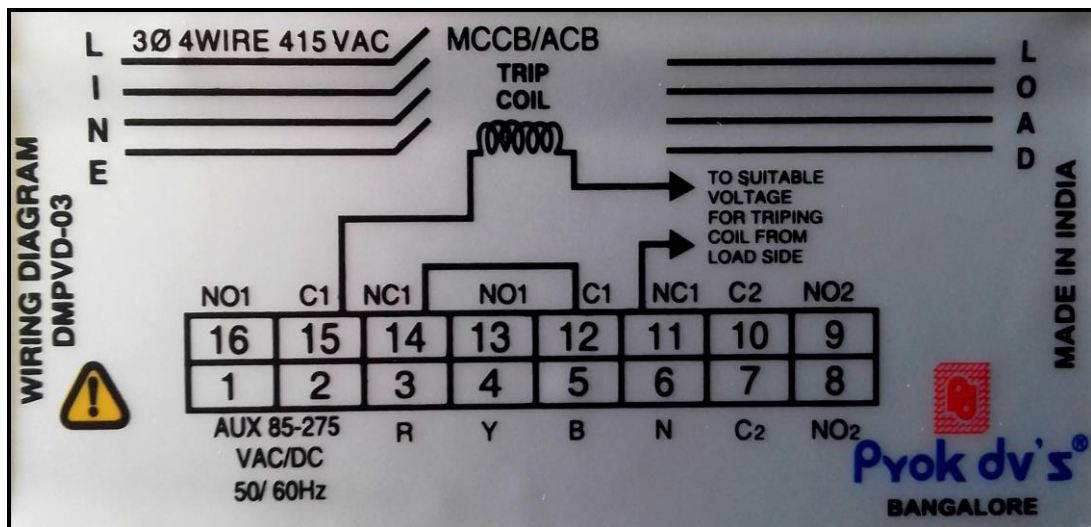 LINE
3Ø 4WIRE 415 VAC
MCCB/ACB
TRIP
COIL
LOAD
TO SUITABLE
VOLTAGE
FOR TRIPING
COIL FROM
LOAD SIDE
WIRING DIAGRAM
DMPVD-03
MADE IN INDIA
NO1 C1 NC1 NO1 C1 NC1 C2 NO2
16 15 14 13 12 11 10 9
1 2 3 4 5 6 7 8
AUX 85-275 R Y B N C2 NO2
VAC/DC
50/ 60Hz
Pyok dv's®
BANGALORE